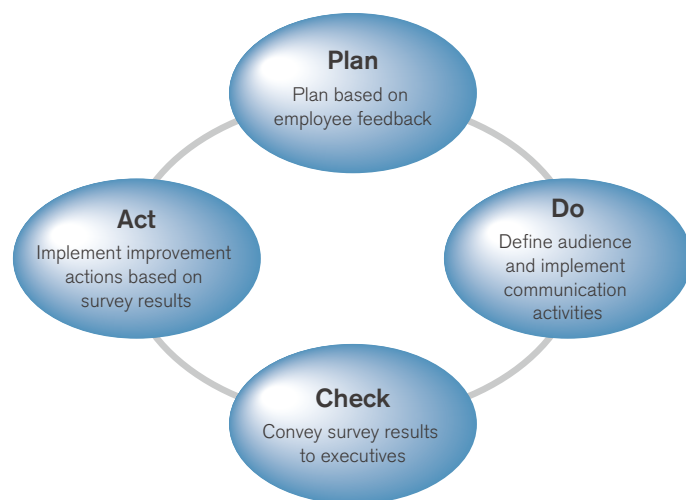 Plan
Plan based on
employee feedback
Act
Implement improvement
actions based on
survey results
Do
Define audience
and implement
communication
activities
Check
Convey survey results
to executives